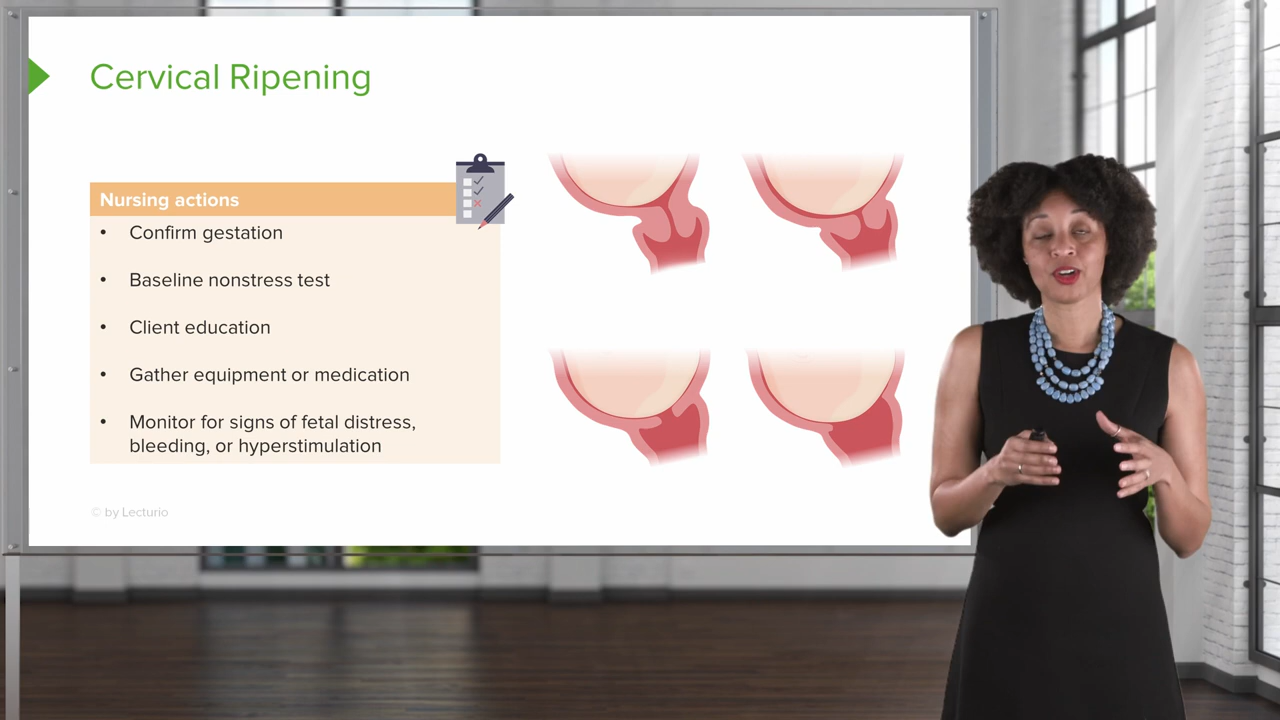 Cervical Ripening
Nursing actions
• Confirm gestation
• Baseline nonstress test
• Client education
• Gather equipment or medication
• Monitor for signs of fetal distress,
bleeding, or hyperstimulation
© by Lecturio